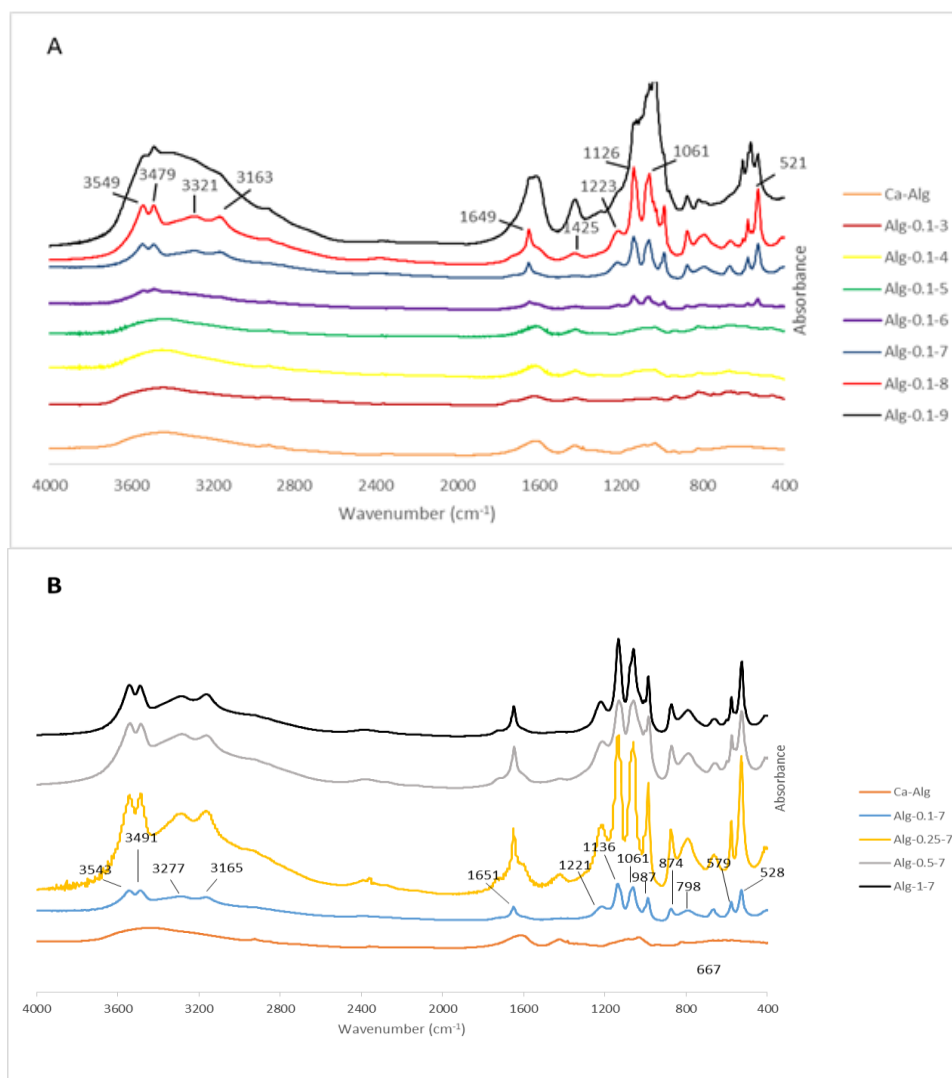 A
3549
3479
3321
3163
1649
1425
1223
1126
1061
521
Absorbance
Ca-Alg
Alg-0.1-3
Alg-0.1-4
Alg-0.1-5
Alg-0.1-6
Alg-0.1-7
Alg-0.1-8
Alg-0.1-9
4000 3600 3200 2800 2400 2000 1600 1200 800 400
Wavenumber (cm⁻¹)
B
3543
3491
3277
3165
1651
1221
1136
1061
987
874
798
579
528
667
Absorbance
Ca-Alg
Alg-0.1-7
Alg-0.25-7
Alg-0.5-7
Alg-1-7
4000 3600 3200 2800 2400 2000 1600 1200 800 400
Wavenumber (cm⁻¹)